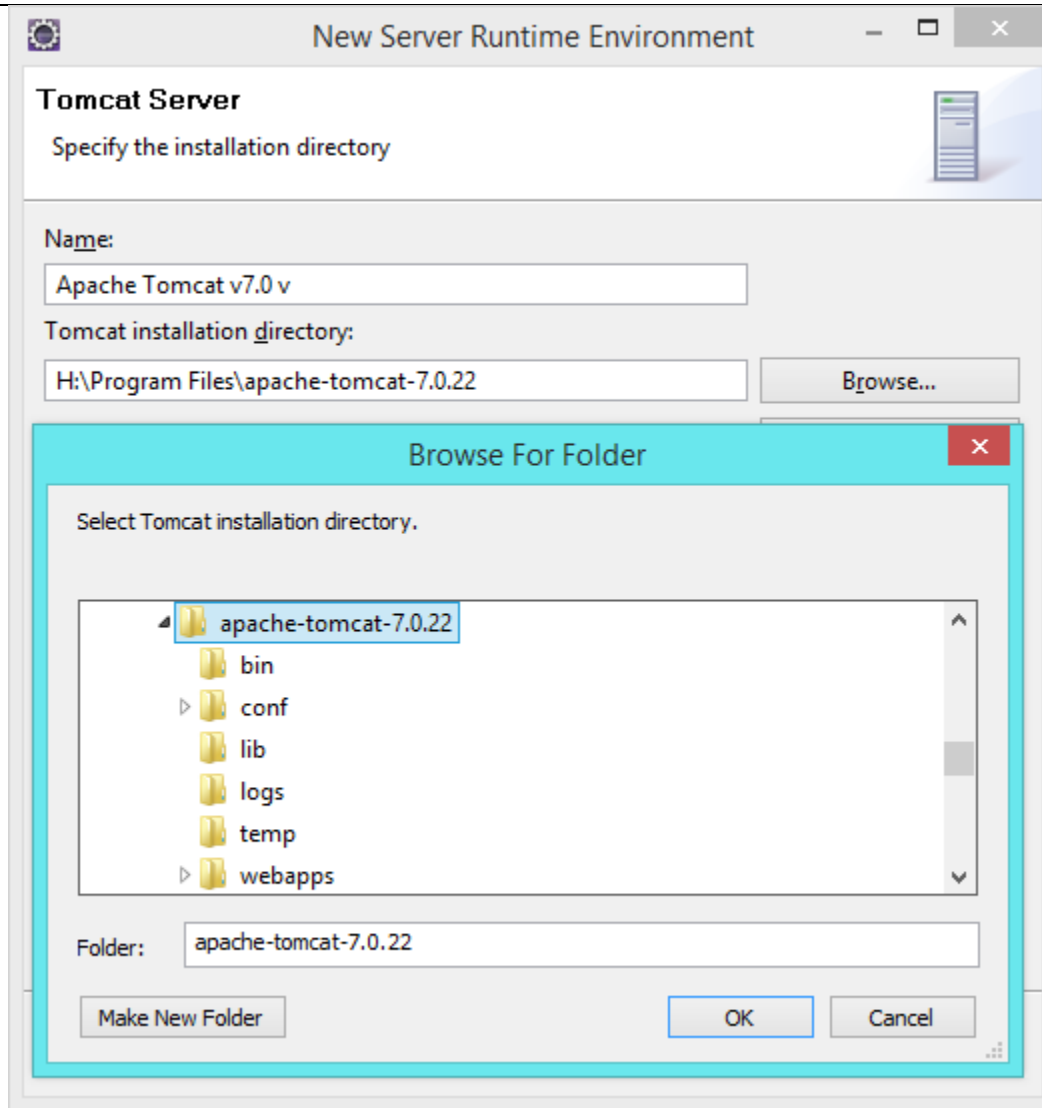 New Server Runtime Environment
Tomcat Server
Specify the installation directory
Name:
Apache Tomcat v7.0 v
Tomcat installation directory:
H:\Program Files\apache-tomcat-7.0.22
Browse...
Browse For Folder
Select Tomcat installation directory.
apache-tomcat-7.0.22
bin
conf
lib
logs
temp
webapps
Folder: apache-tomcat-7.0.22
Make New Folder OK Cancel